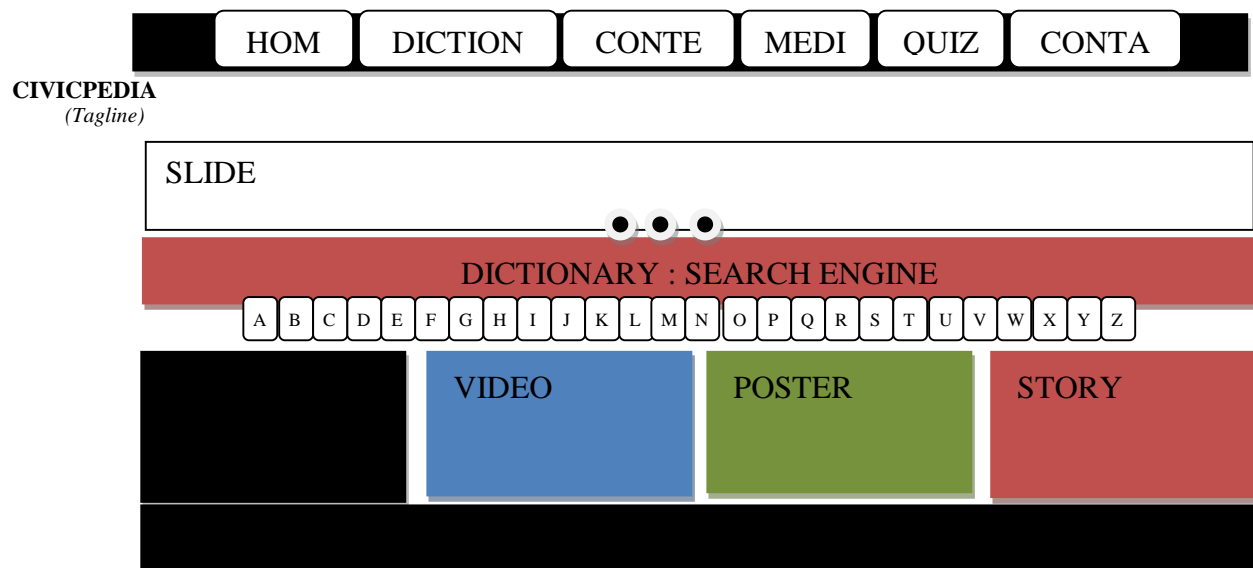 HOM DICTION CONTE MEDI QUIZ CONTA
CIVICPEDIA
(Tagline)
SLIDE
DICTIONARY : SEARCH ENGINE
A B C D E F G H I J K L M N O P Q R S T U V W X Y Z
VIDEO POSTER STORY